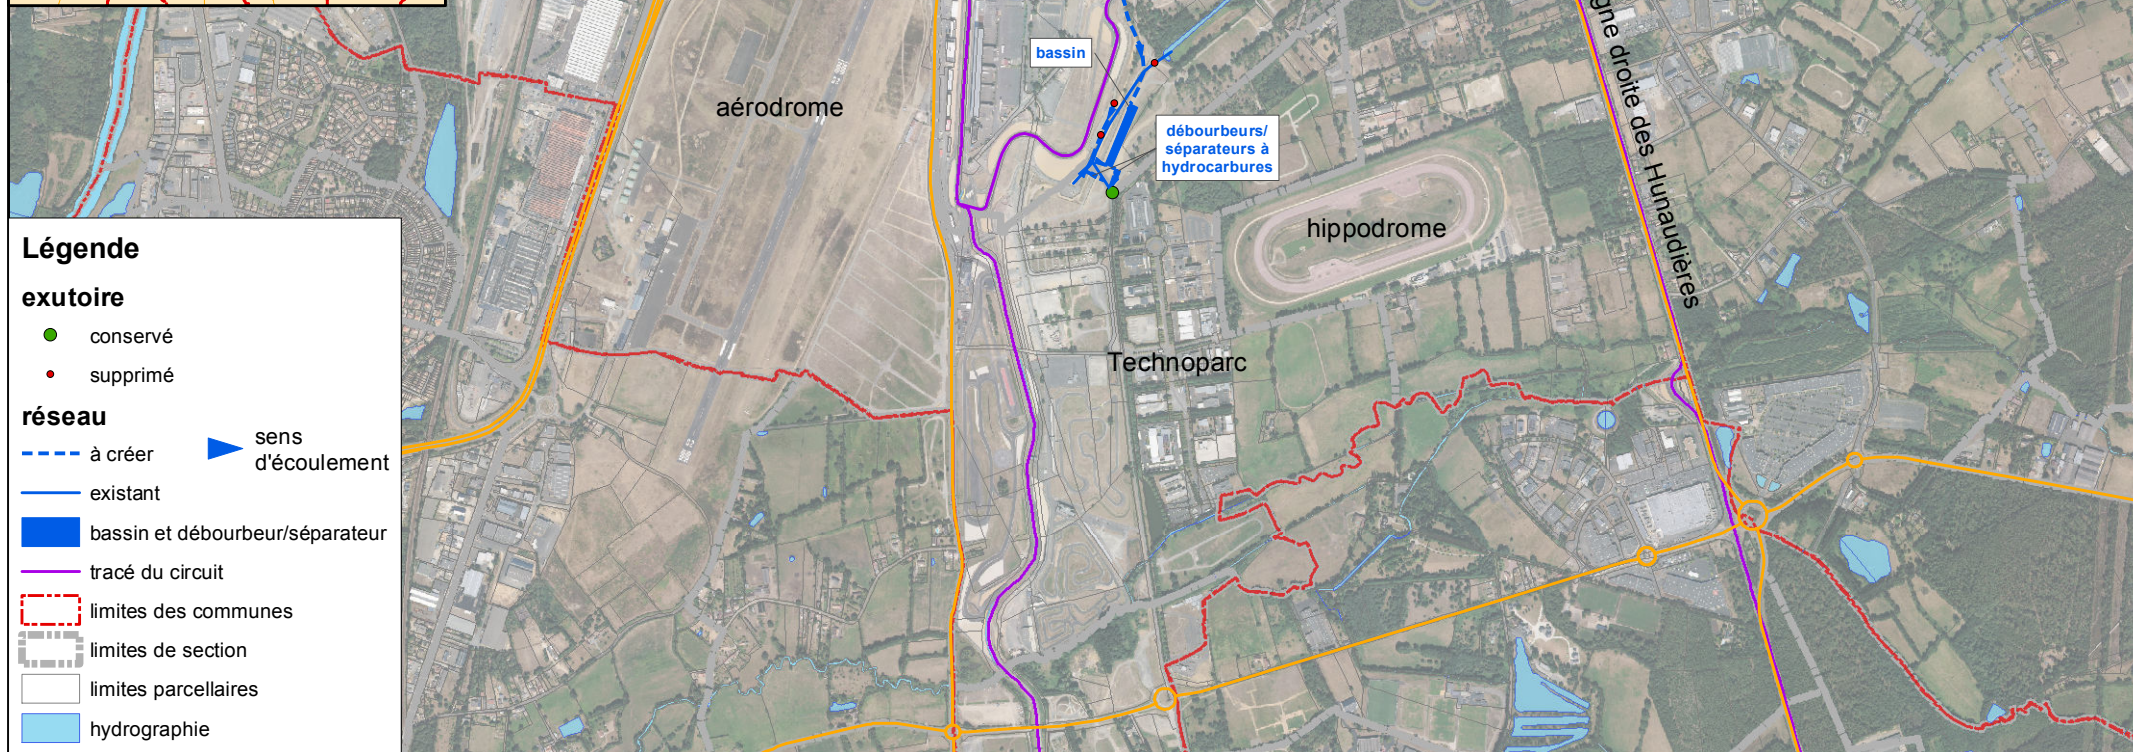 bassin
débourbeurs/
séparateurs à
hydrocarbures
aérodrome
hippodrome
Technoparc
gne droite des Hunaudières
Légende
exutoire
conservé
supprimé
réseau
à créer
sens
d'écoulement
existant
bassin et débourbeur/séparateur
tracé du circuit
limites des communes
limites de section
limites parcellaires
hydrographie